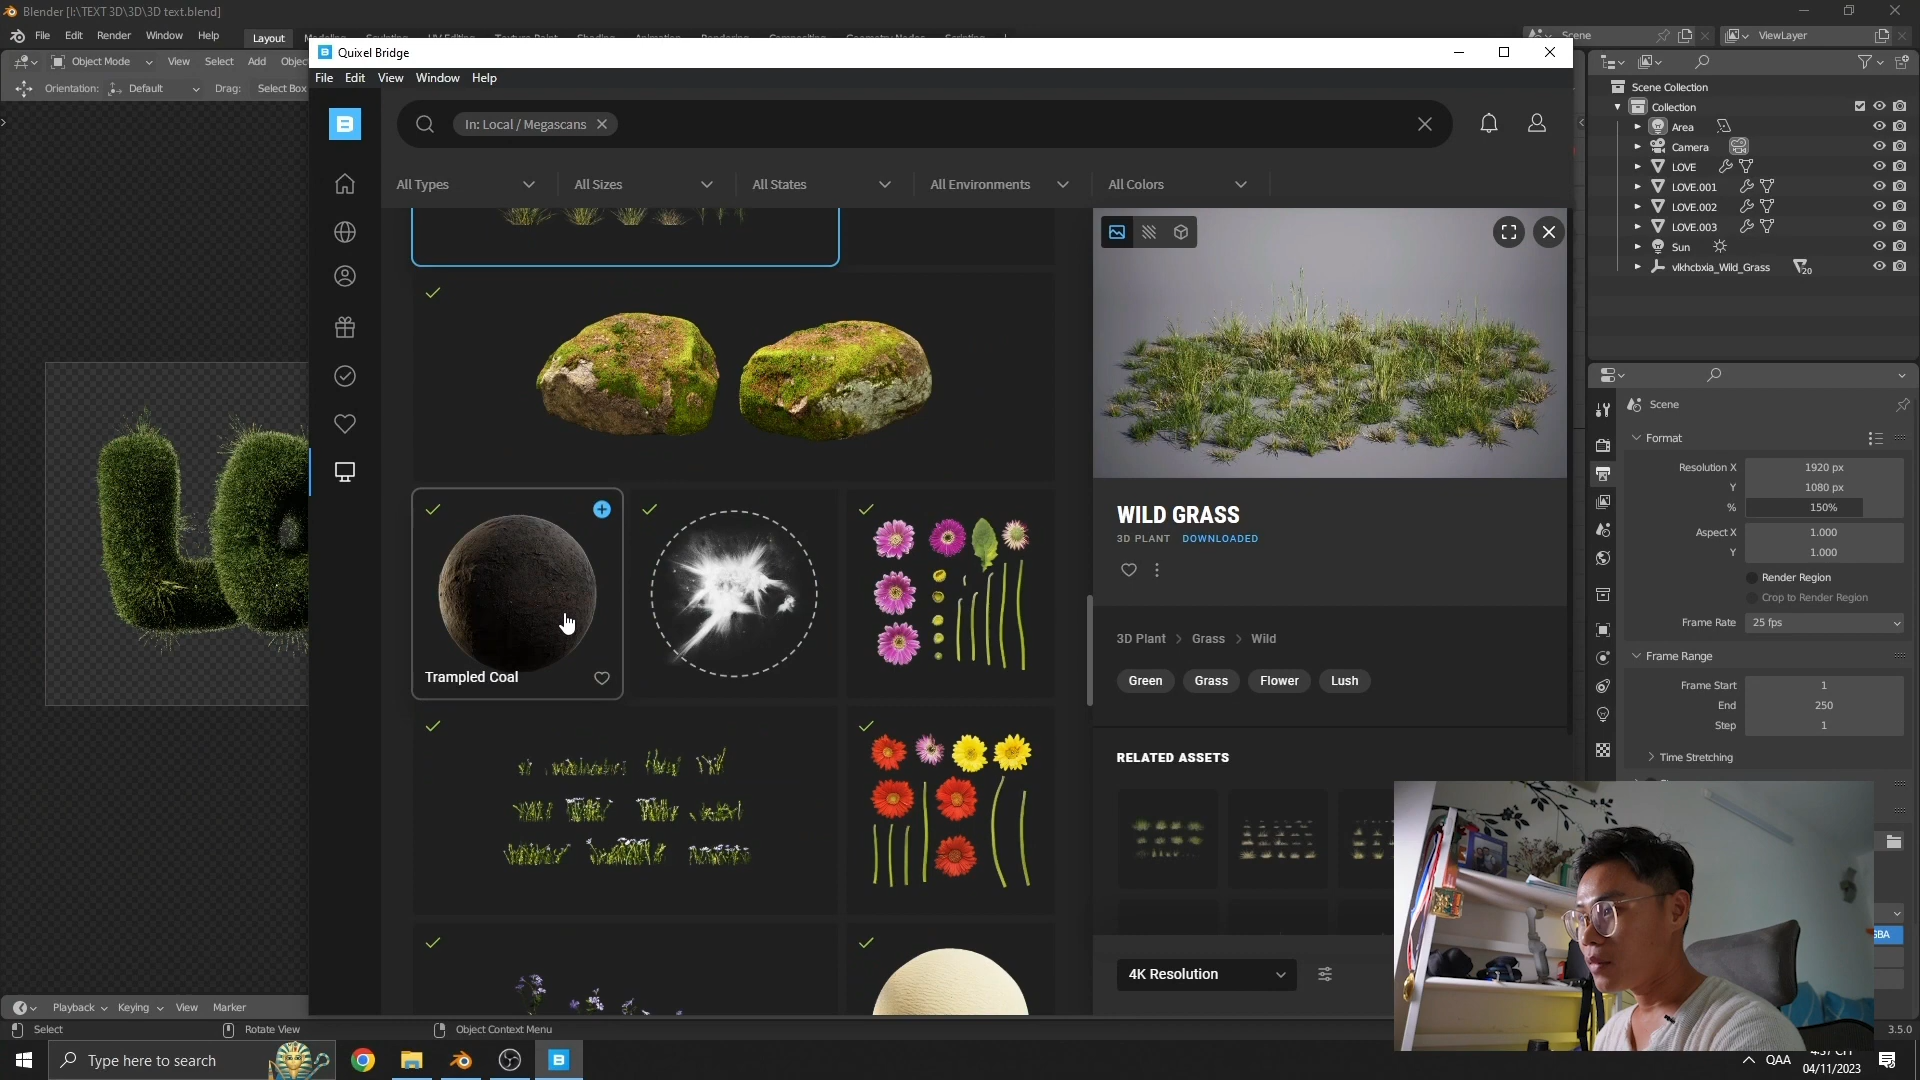 Blender [I:\TEXT 3D\3D\3D text.blend]
File Edit Render Window Help Layout
Scene ViewLayer
Quixel Bridge
File Edit View Window Help
Object Mode View Select Add Objec
Orientation: Default Drag: Select Box
In: Local / Megascans
All Types All Sizes All States All Environments All Colors
Scene Collection
Collection
Area
Camera
LOVE
LOVE.001
LOVE.002
LOVE.003
Sun
vlkhcbxia_Wild_Grass 20
Scene
Format
Resolution X 1920 px
Y 1080 px
% 150%
Aspect X 1.000
Y 1.000
Render Region
Crop to Render Region
Frame Rate 25 fps
Frame Range
Frame Start 1
End 250
Step 1
Time Stretching
WILD GRASS
3D PLANT DOWNLOADED
3D Plant > Grass > Wild
Green Grass Flower Lush
RELATED ASSETS
4K Resolution
Trampled Coal
LO
Playback Keying View Marker
Select Rotate View Object Context Menu
3.5.0
Type here to search
QAA
04/11/2023